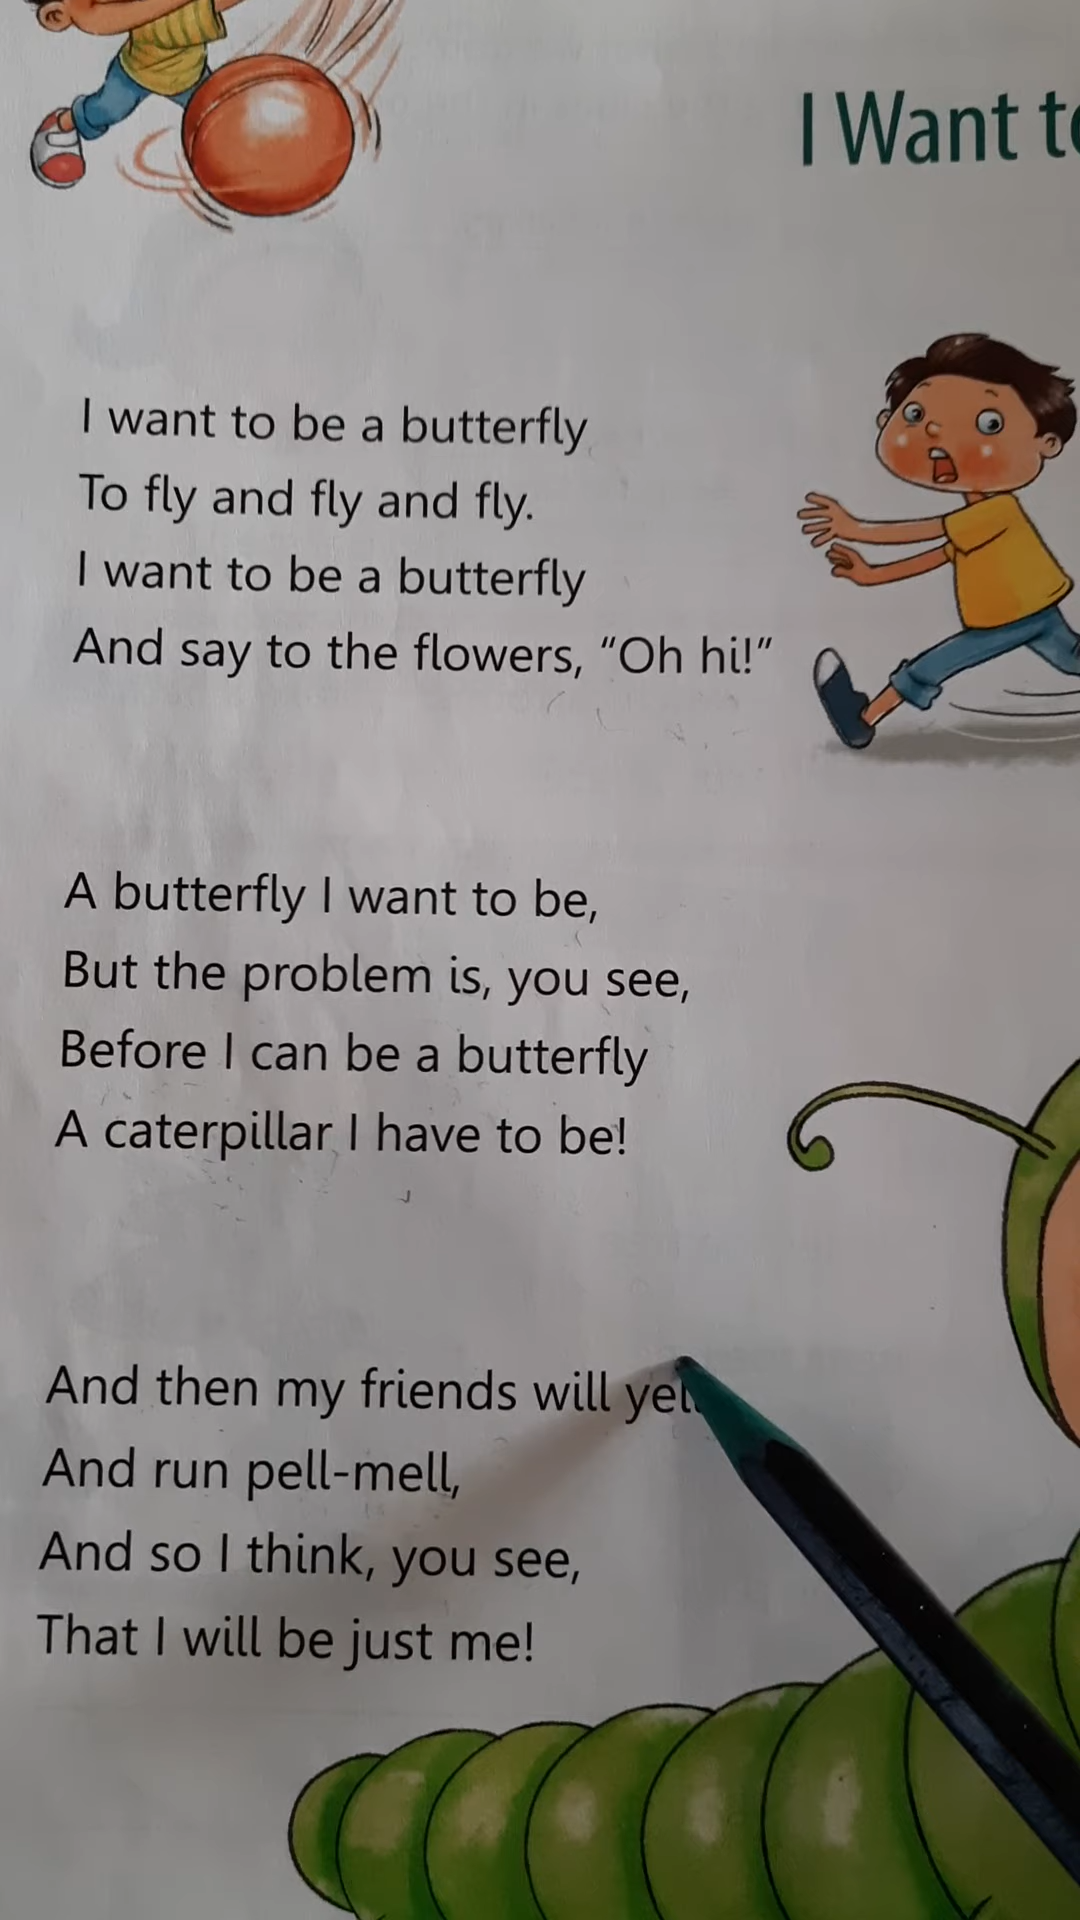 I Want
I want to be a butterfly
To fly and fly and fly.
I want to be a butterfly
And say to the flowers, “Oh hi!”
A butterfly I want to be,
But the problem is, you see,
Before I can be a butterfly
A caterpillar I have to be!
And then my friends will
And run pell-mell,
And so I think, you see,
That I will be just me!